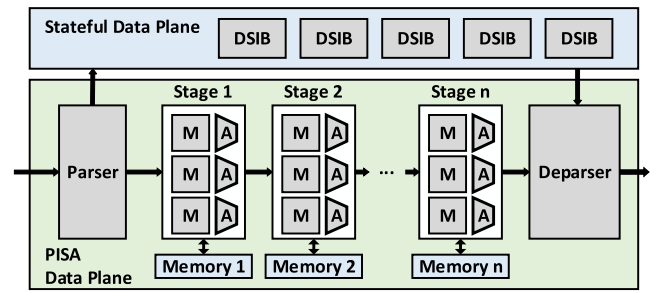 Stateful Data Plane
DSIB DSIB DSIB DSIB DSIB
Stage 1 Stage 2 Stage n
Parser
M A M A M A
M A M A ... M A
M A M A M A
Deparser
PISA
Data Plane
Memory 1 Memory 2 Memory n